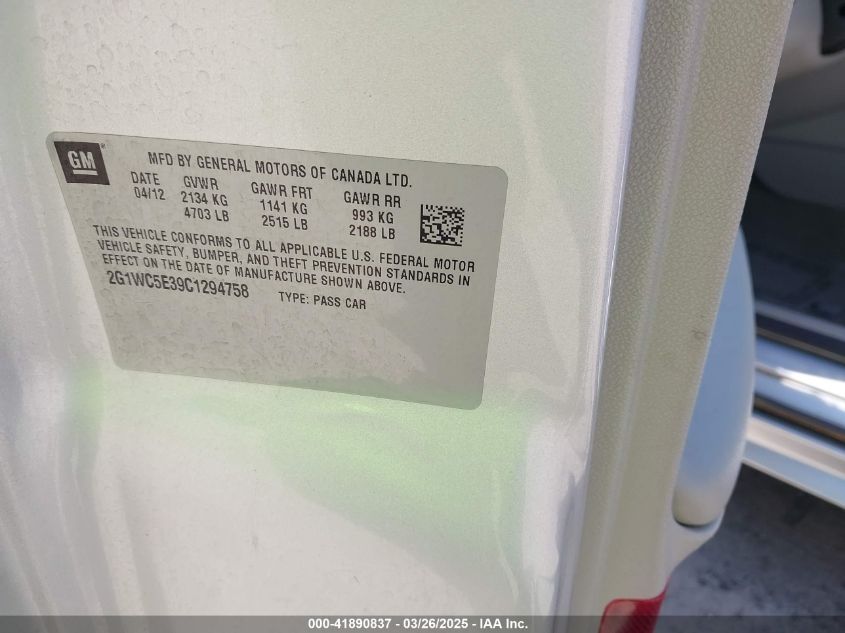 GM
MFD BY GENERAL MOTORS OF CANADA LTD.
DATE GVWR GAWR FRT GAWR RR
04/12 2134 KG 1141 KG 993 KG
4703 LB 2515 LB 2188 LB
THIS VEHICLE CONFORMS TO ALL APPLICABLE U.S. FEDERAL MOTOR
VEHICLE SAFETY, BUMPER, AND THEFT PREVENTION STANDARDS IN
EFFECT ON THE DATE OF MANUFACTURE SHOWN ABOVE.
2G1WC5E39C1294758 TYPE: PASS CAR
000-41890837 - 03/26/2025 - IAA Inc.